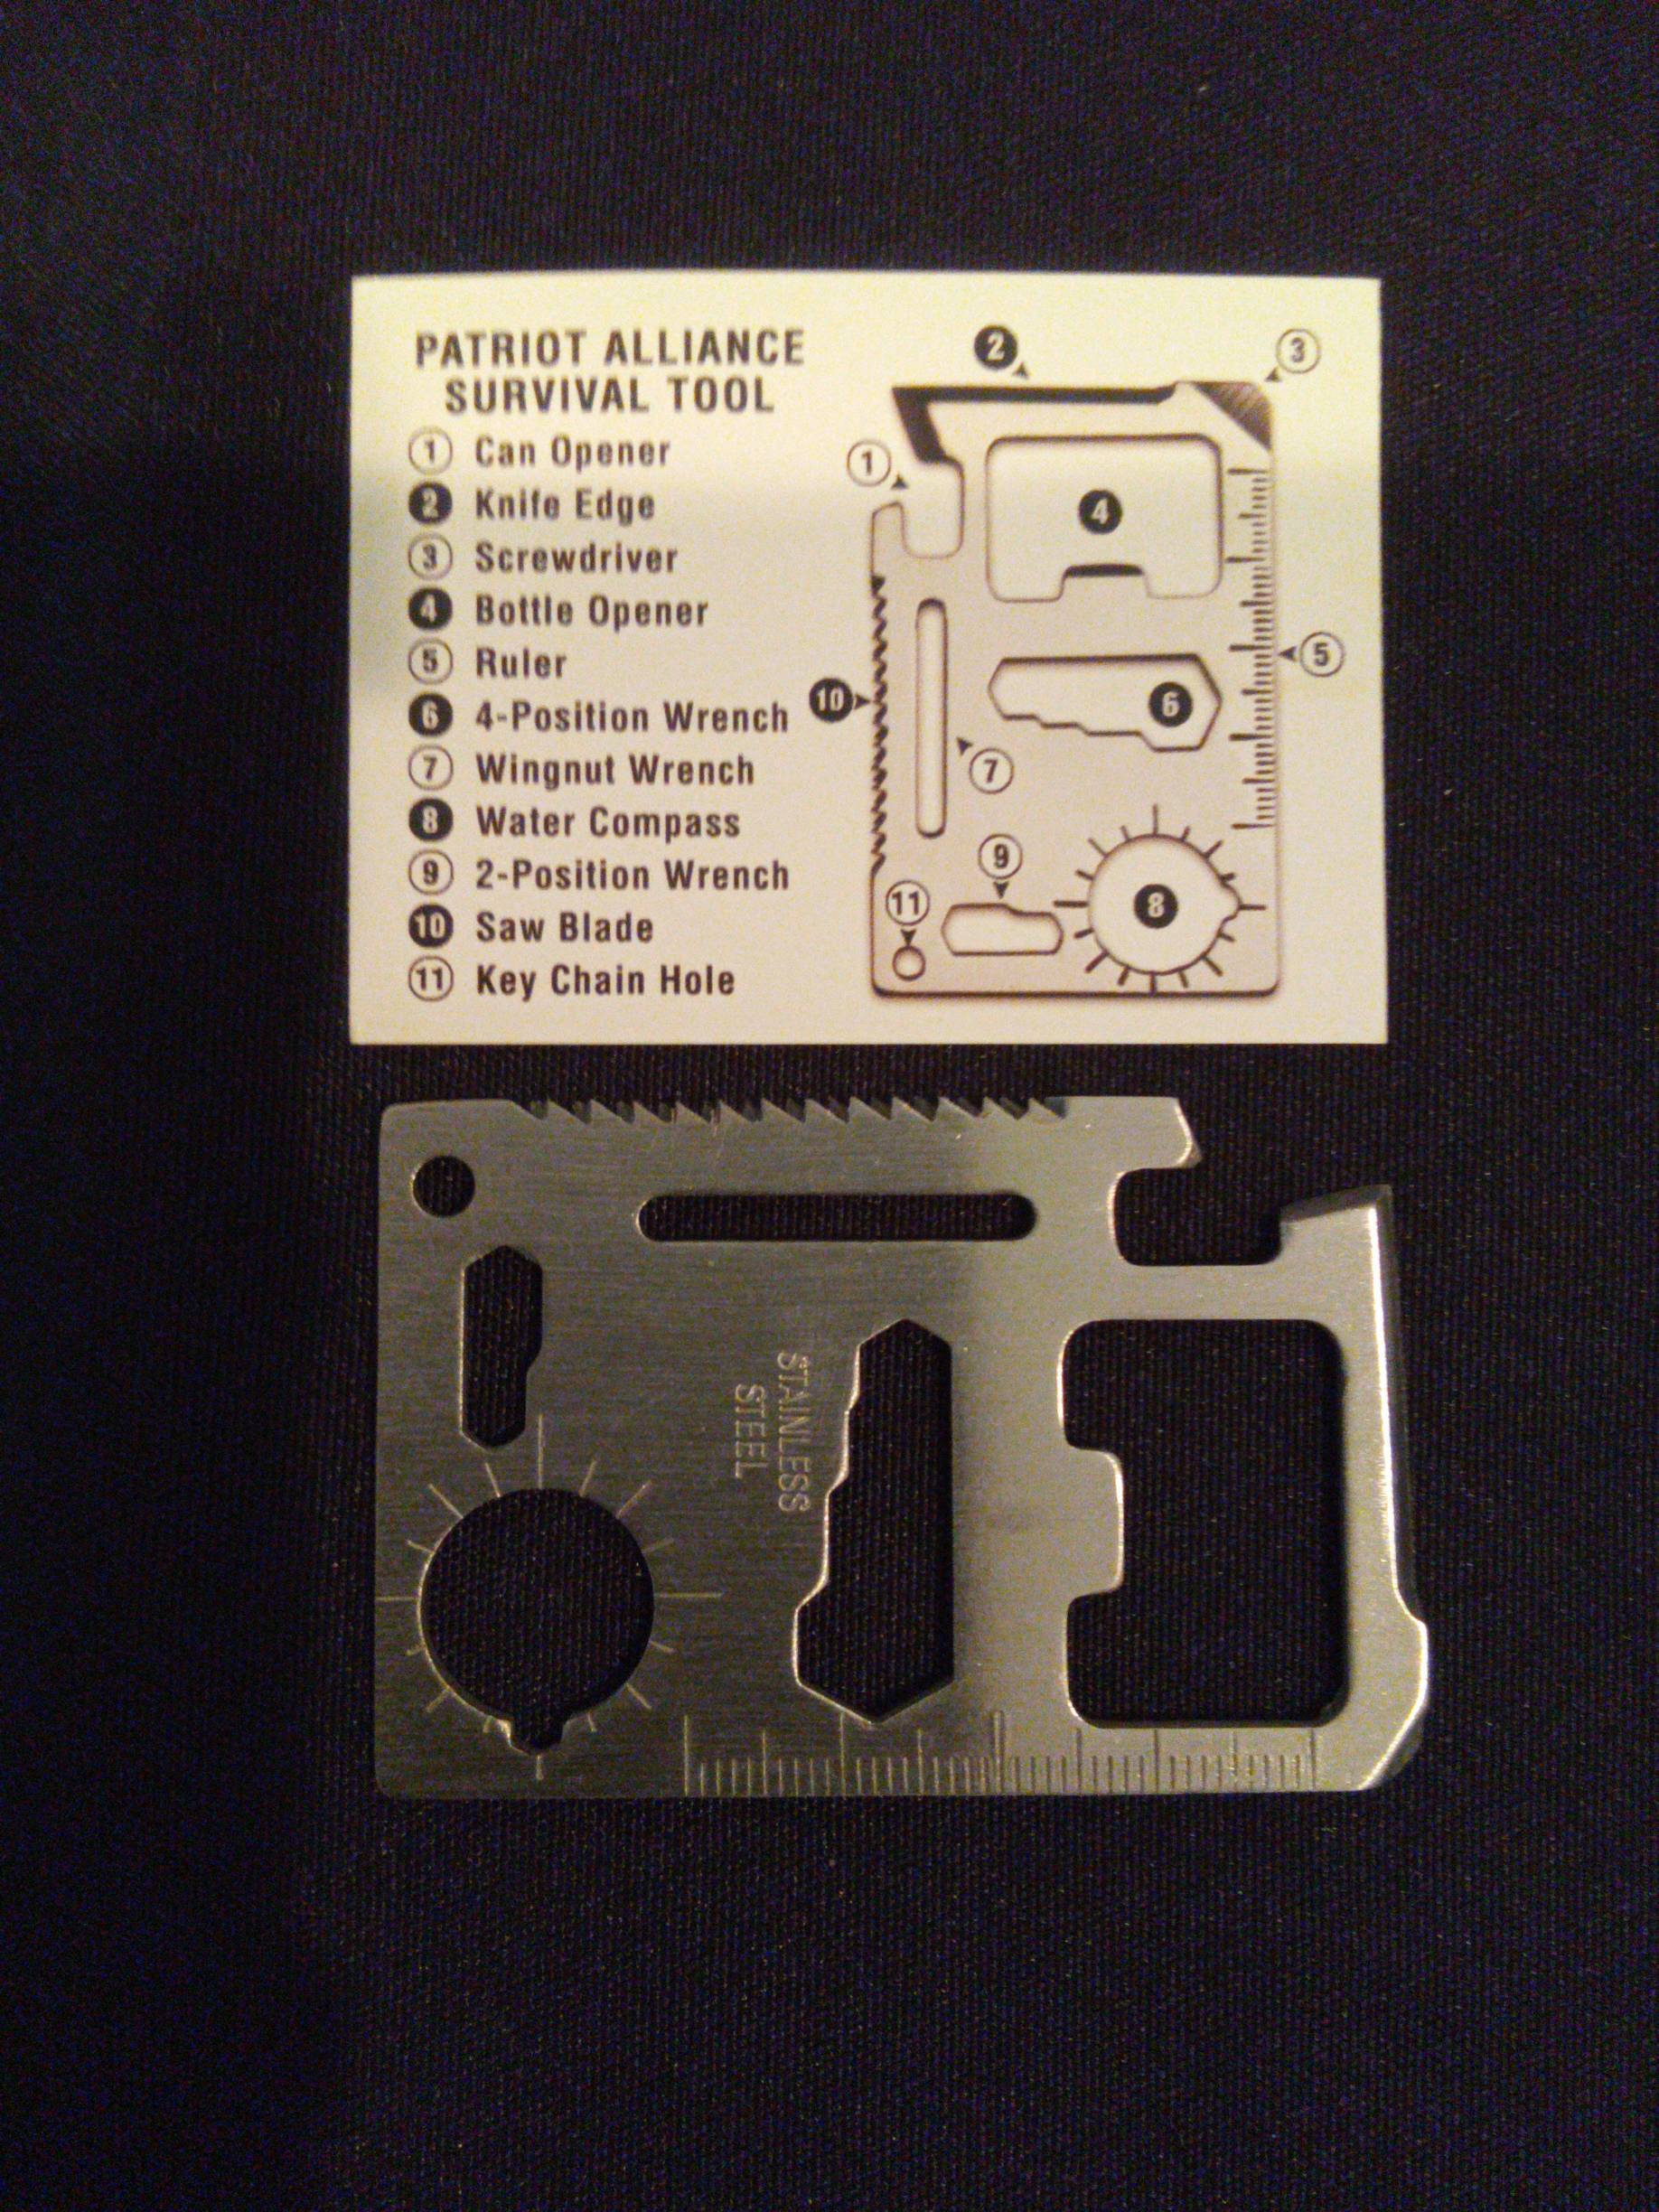 PATRIOT ALLIANCE
SURVIVAL TOOL
1 Can Opener
2 Knife Edge
3 Screwdriver
4 Bottle Opener
5 Ruler
6 4-Position Wrench
7 Wingnut Wrench
8 Water Compass
9 2-Position Wrench
10 Saw Blade
11 Key Chain Hole
2
3
1
4
5
10
6
7
9
11
8
STAINLESS
STEEL